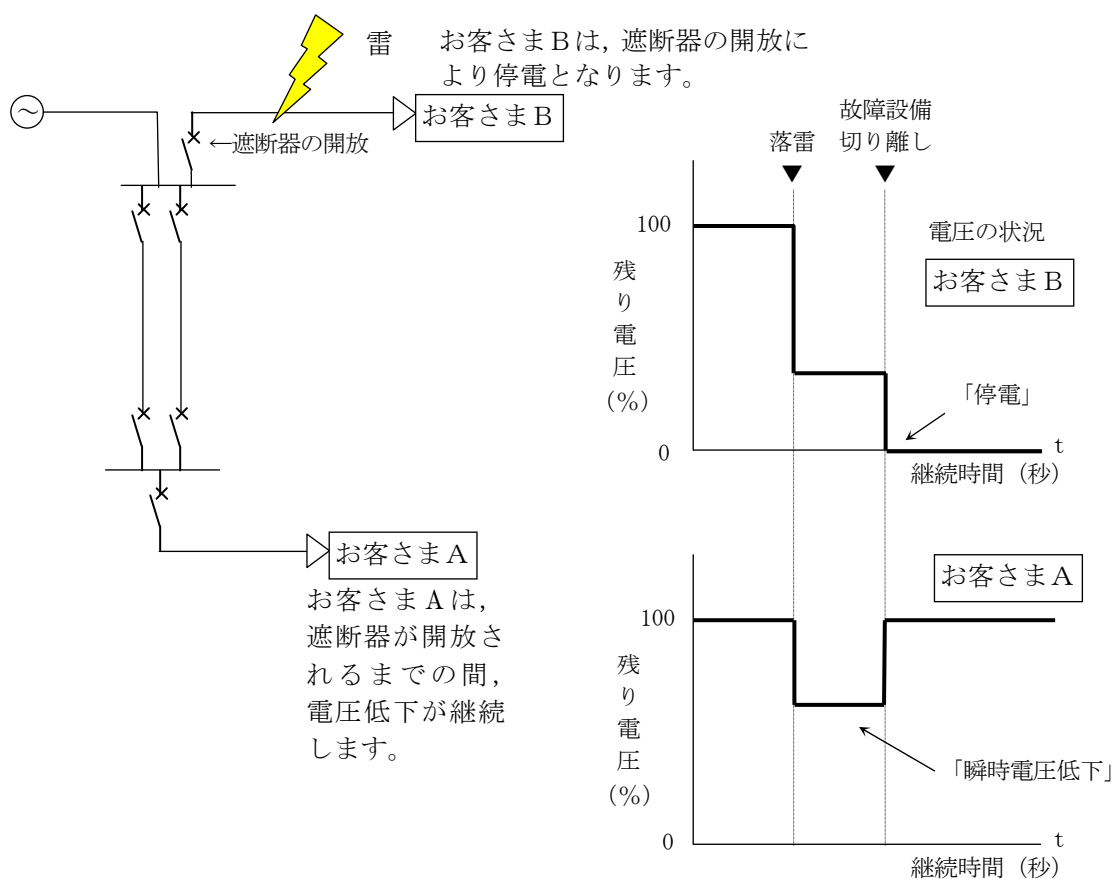 雷
お客さまBは，遮断器の開放に
より停電となります。
～
お客さまB
←遮断器の開放
お客さまA
お客さまAは，
遮断器が開放さ
れるまでの間，
電圧低下が継続
します。
落雷
故障設備
切り離し
100
残り電圧（％）
0
電圧の状況
お客さまB
「停電」
t
継続時間（秒）
お客さまA
100
残り電圧（％）
0
「瞬時電圧低下」
t
継続時間（秒）